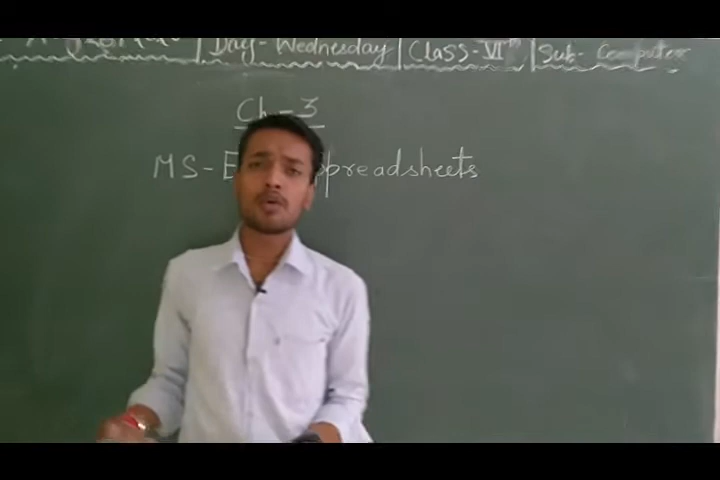 Day- Wednesday | Class- VI | Sub- Computer
Ch - 3
MS- E spreadsheets